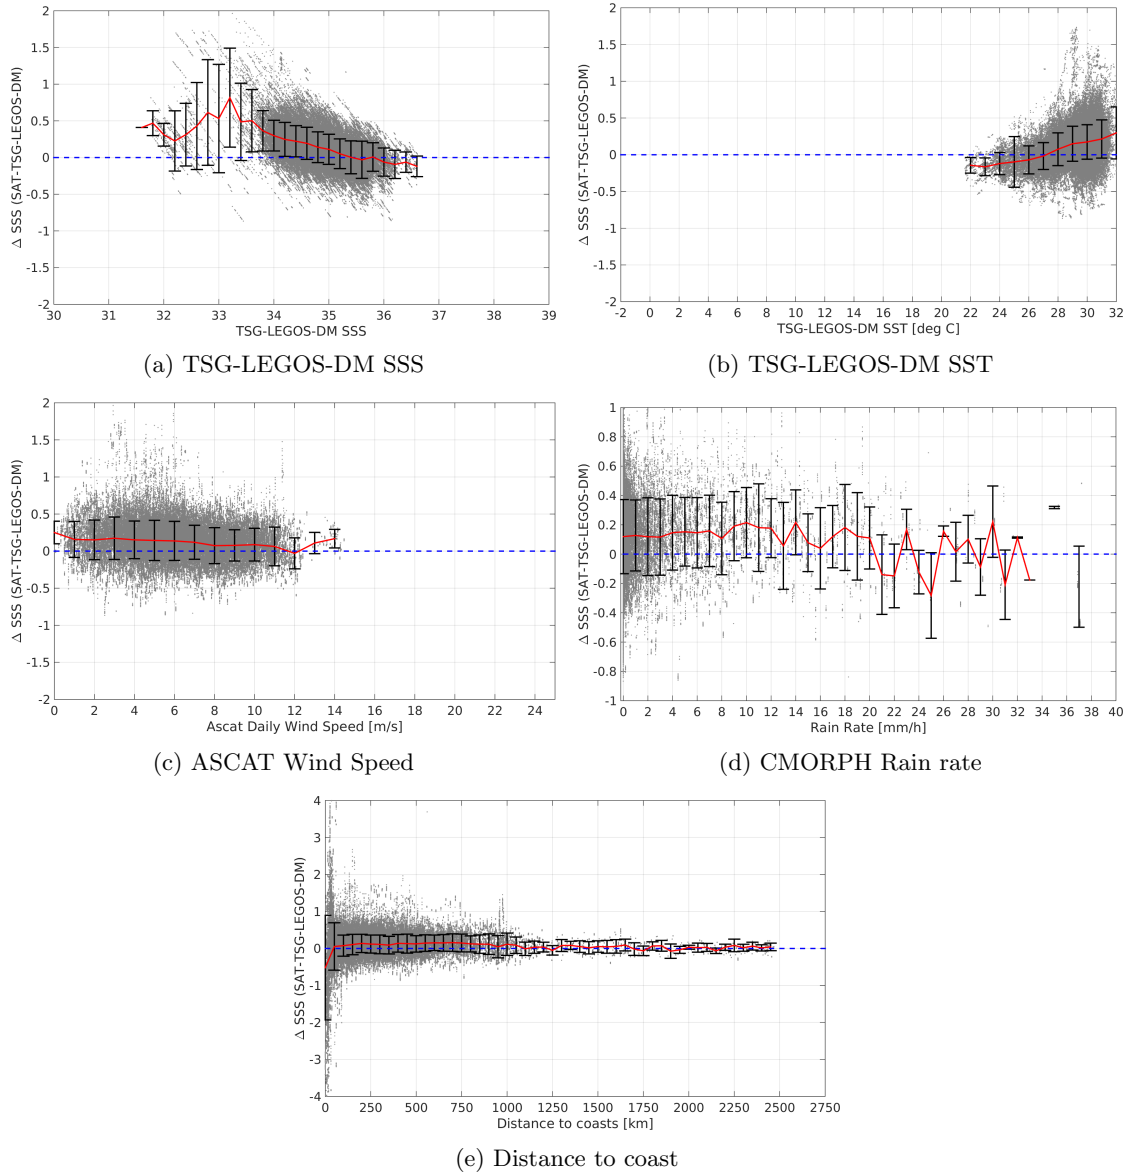 2
1.5
1
0.5
0
-0.5
-1
-1.5
-2
Δ SSS (SAT-TSG-LEGOS-DM)
30 31 32 33 34 35 36 37 38 39
TSG-LEGOS-DM SSS
(a) TSG-LEGOS-DM SSS
2
1.5
1
0.5
0
-0.5
-1
-1.5
-2
Δ SSS (SAT-TSG-LEGOS-DM)
-2 0 2 4 6 8 10 12 14 16 18 20 22 24 26 28 30 32
TSG-LEGOS-DM SST [deg C]
(b) TSG-LEGOS-DM SST
2
1.5
1
0.5
0
-0.5
-1
-1.5
-2
Δ SSS (SAT-TSG-LEGOS-DM)
0 2 4 6 8 10 12 14 16 18 20 22 24
Ascat Daily Wind Speed [m/s]
(c) ASCAT Wind Speed
1
0.8
0.6
0.4
0.2
0
-0.2
-0.4
-0.6
-0.8
-1
Δ SSS (SAT-TSG-LEGOS-DM)
0 2 4 6 8 10 12 14 16 18 20 22 24 26 28 30 32 34 36 38 40
Rain Rate [mm/h]
(d) CMORPH Rain rate
4
3
2
1
0
-1
-2
-3
-4
Δ SSS (SAT-TSG-LEGOS-DM)
0 250 500 750 1000 1250 1500 1750 2000 2250 2500 2750
Distance to coasts [km]
(e) Distance to coast